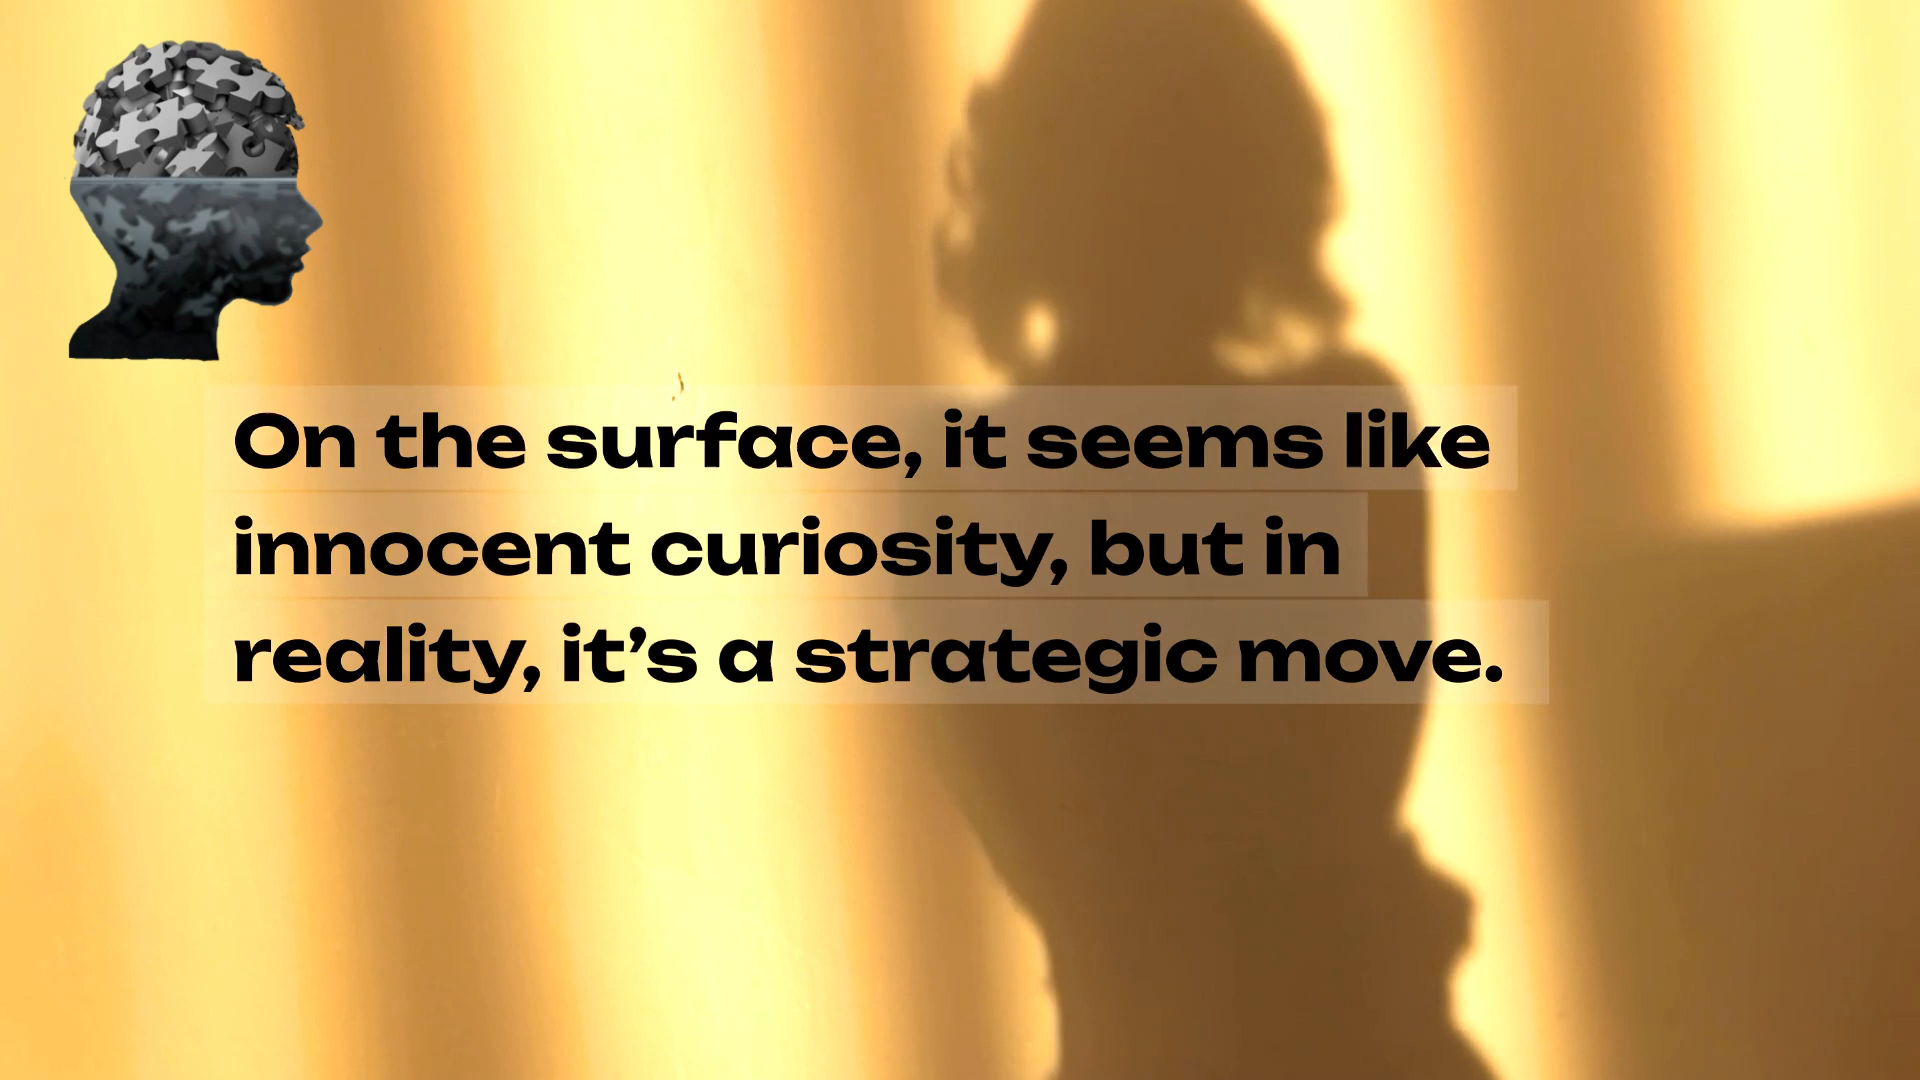 On the surface, it seems like
innocent curiosity, but in
reality, it’s a strategic move.